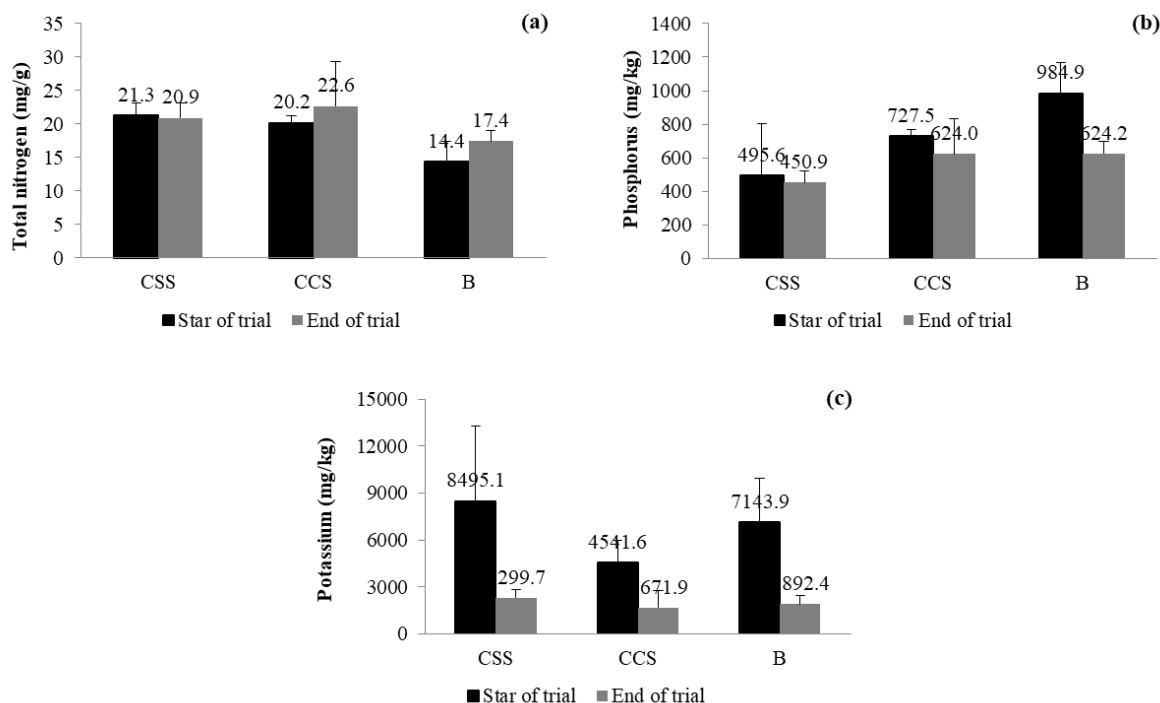 (a)
Total nitrogen (mg/g)
35
30
25
20
15
10
5
0
21.3 20.9
20.2 22.6
14.4 17.4
CSS CCS B
Star of trial End of trial
(b)
Phosphorus (mg/kg)
1400
1200
1000
800
600
400
200
0
495.6 450.9
727.5 624.0
984.9 624.2
CSS CCS B
Star of trial End of trial
(c)
Potassium (mg/kg)
15000
12000
9000
6000
3000
0
8495.1 299.7
4541.6 671.9
7143.9 892.4
CSS CCS B
Star of trial End of trial